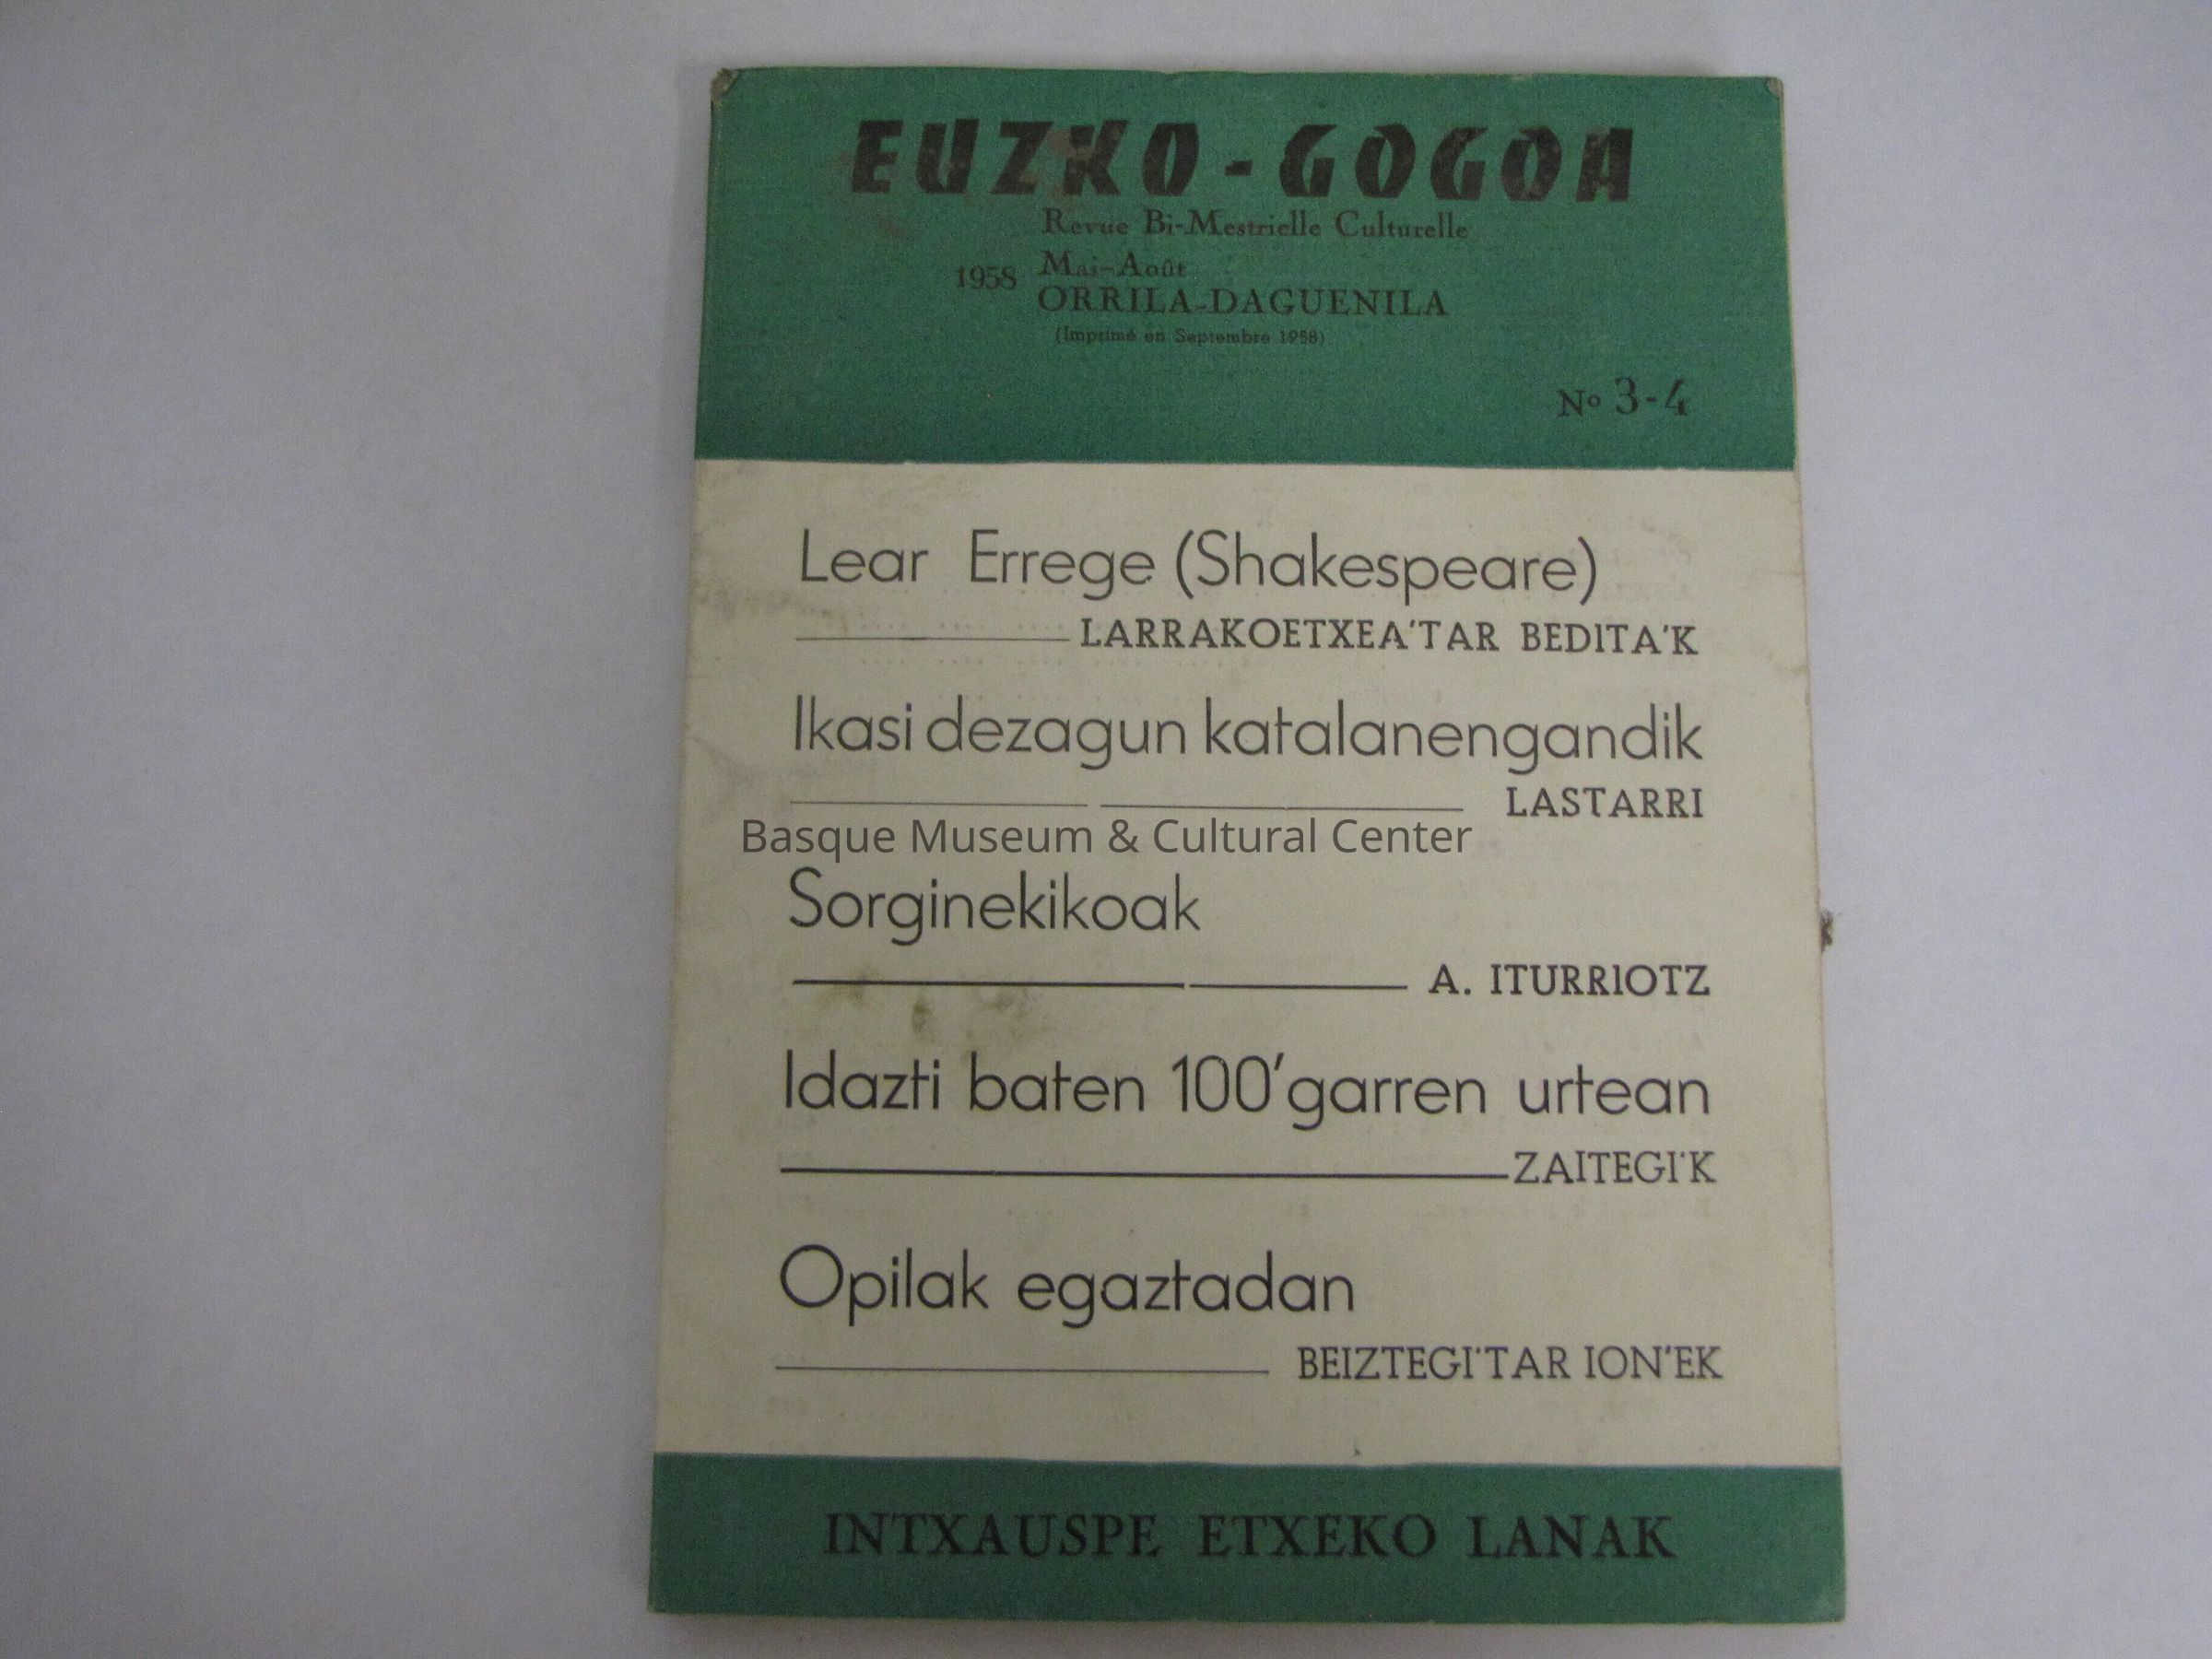 EUZKO-GOGOA
Revue Bi-Mestrielle Culturelle
1958 Mai-Août
ORRILA-DAGUENILA
(Imprimé en Septembre 1958)
Nº 3-4
Lear Errege (Shakespeare)
LARRAKOETXEA'TAR BEDITA'K
Ikasi dezagun katalanengandik
LASTARRI
Basque Museum & Cultural Center
Sorginekikoak
A. ITURRIOTZ
Idazti baten 100'garren urtean
ZAITEGI'K
Opilak egaztadan
BEIZTEGI'TAR ION'EK
INTXAUSPE ETXEKO LANAK